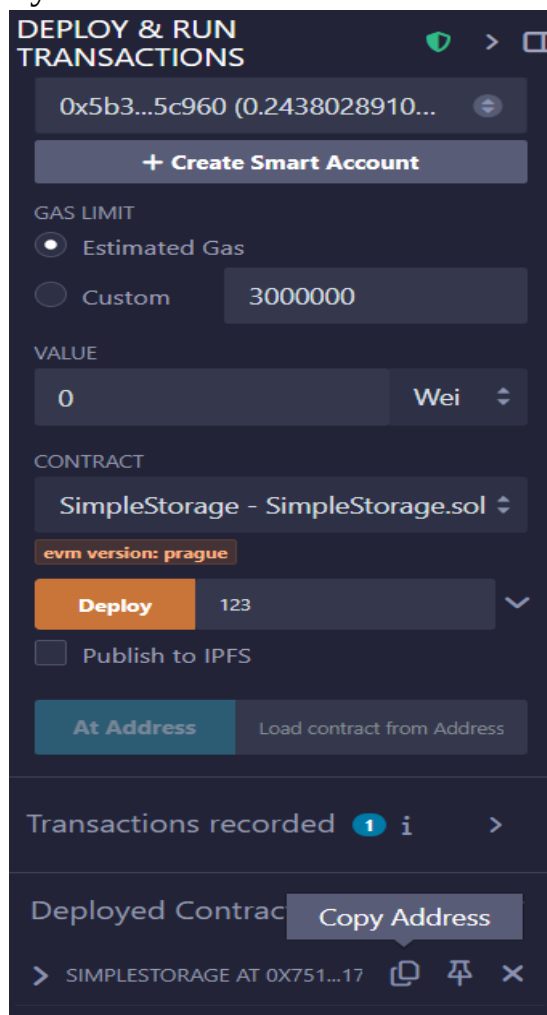 DEPLOY & RUN
TRANSACTIONS
0x5b3...5c960 (0.2438028910...
+ Create Smart Account
GAS LIMIT
Estimated Gas
Custom 3000000
VALUE
0 Wei
CONTRACT
SimpleStorage - SimpleStorage.sol
evm version: prague
Deploy 123
Publish to IPFS
At Address Load contract from Address
Transactions recorded 1 i
Deployed Contrac
Copy Address
SIMPLESTORAGE AT 0X751...17